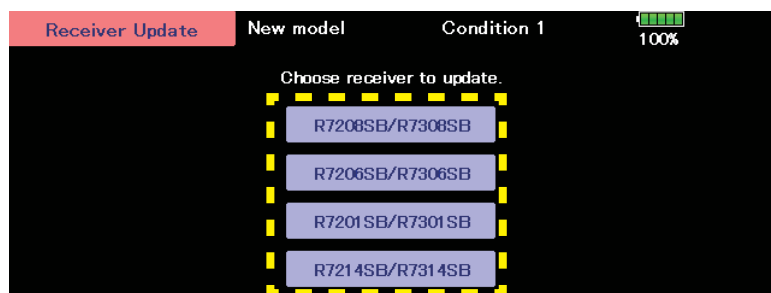 Receiver Update New model Condition 1
100%
Choose receiver to update.
R7208SB/R7308SB
R7206SB/R7306SB
R7201SB/R7301SB
R7214SB/R7314SB